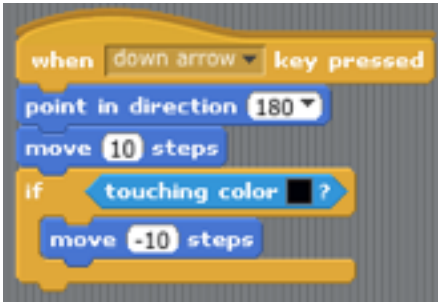 when down arrow key pressed
point in direction 180
move 10 steps
if touching color ?
move -10 steps